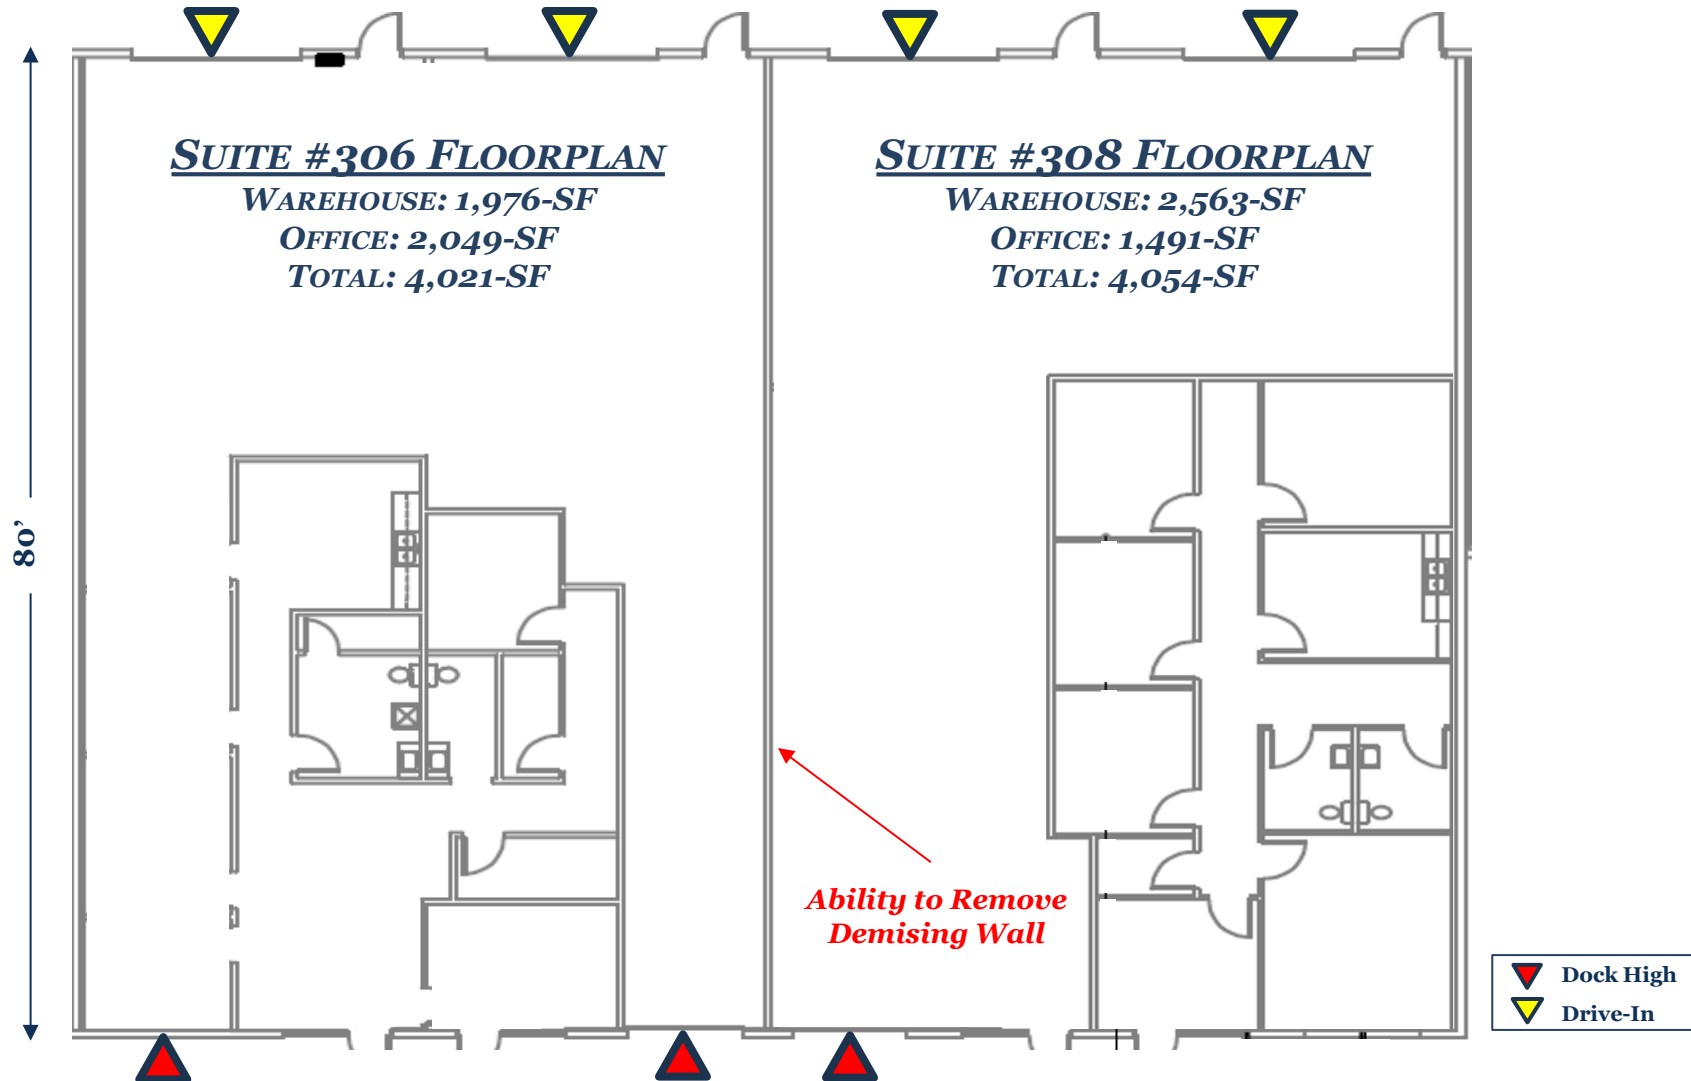 SUITE #306 FLOORPLAN
WAREHOUSE: 1,976-SF
OFFICE: 2,049-SF
TOTAL: 4,021-SF
SUITE #308 FLOORPLAN
WAREHOUSE: 2,563-SF
OFFICE: 1,491-SF
TOTAL: 4,054-SF
80’
Ability to Remove
Demising Wall
Dock High
Drive-In